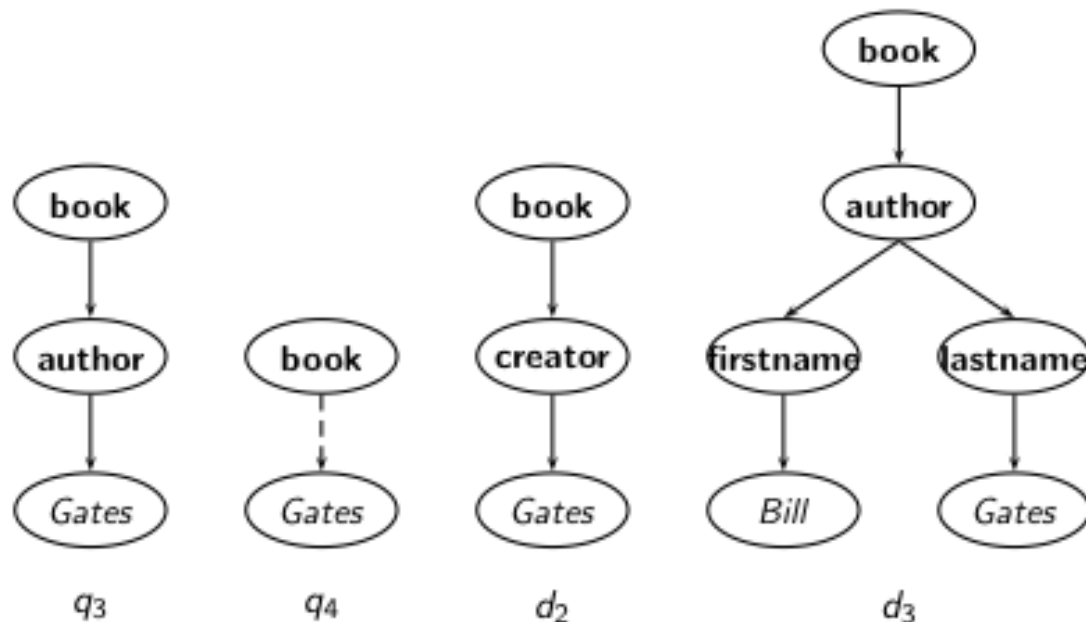 book
book book author
author book creator firstname lastname
Gates Gates Gates Bill Gates
q3 q4 d2 d3